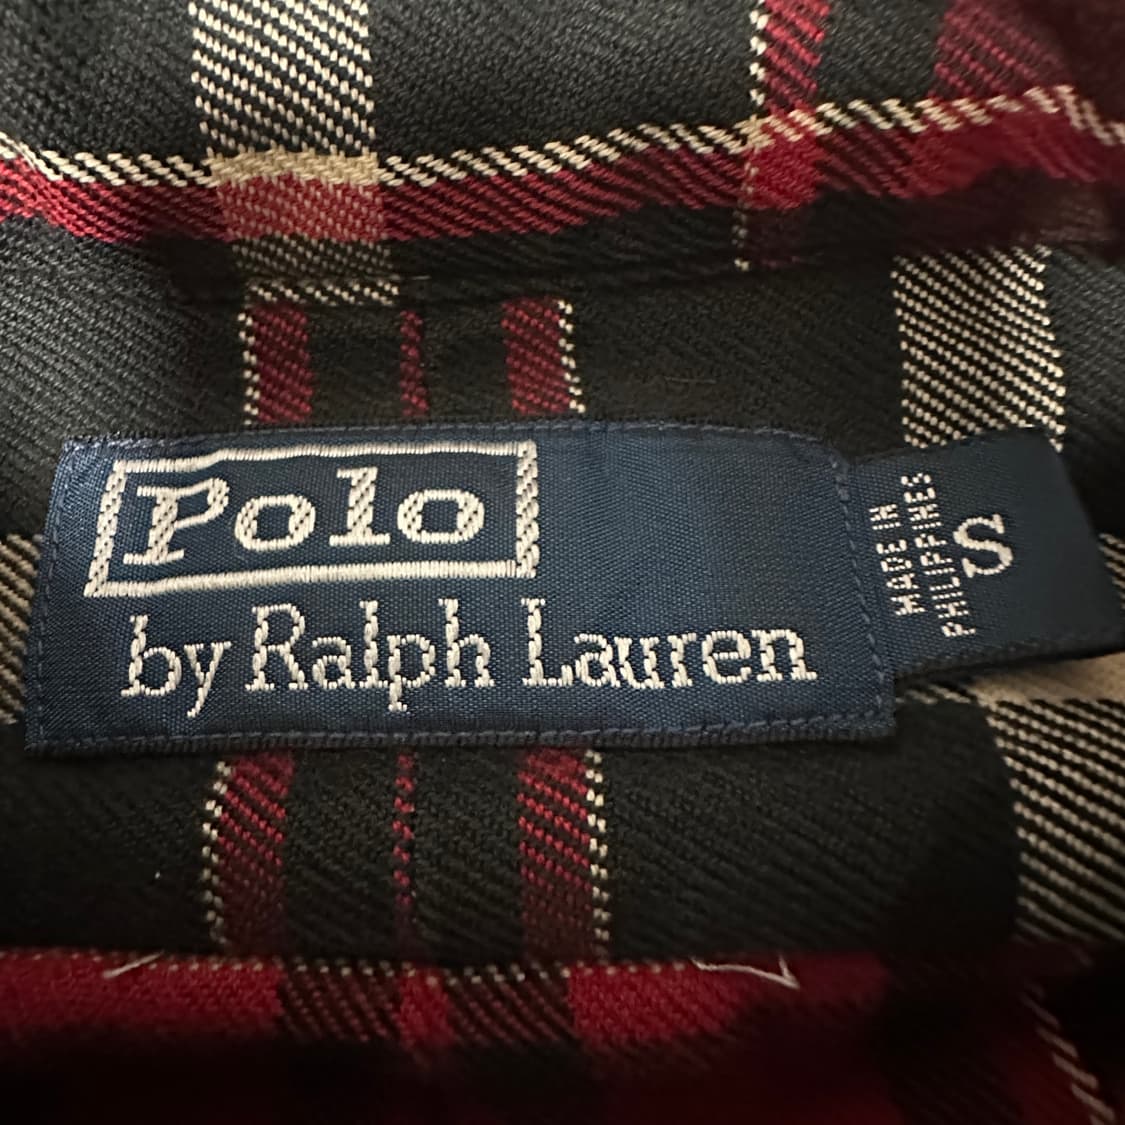 Polo
by Ralph Lauren
MADE IN
PHILIPPINES
S